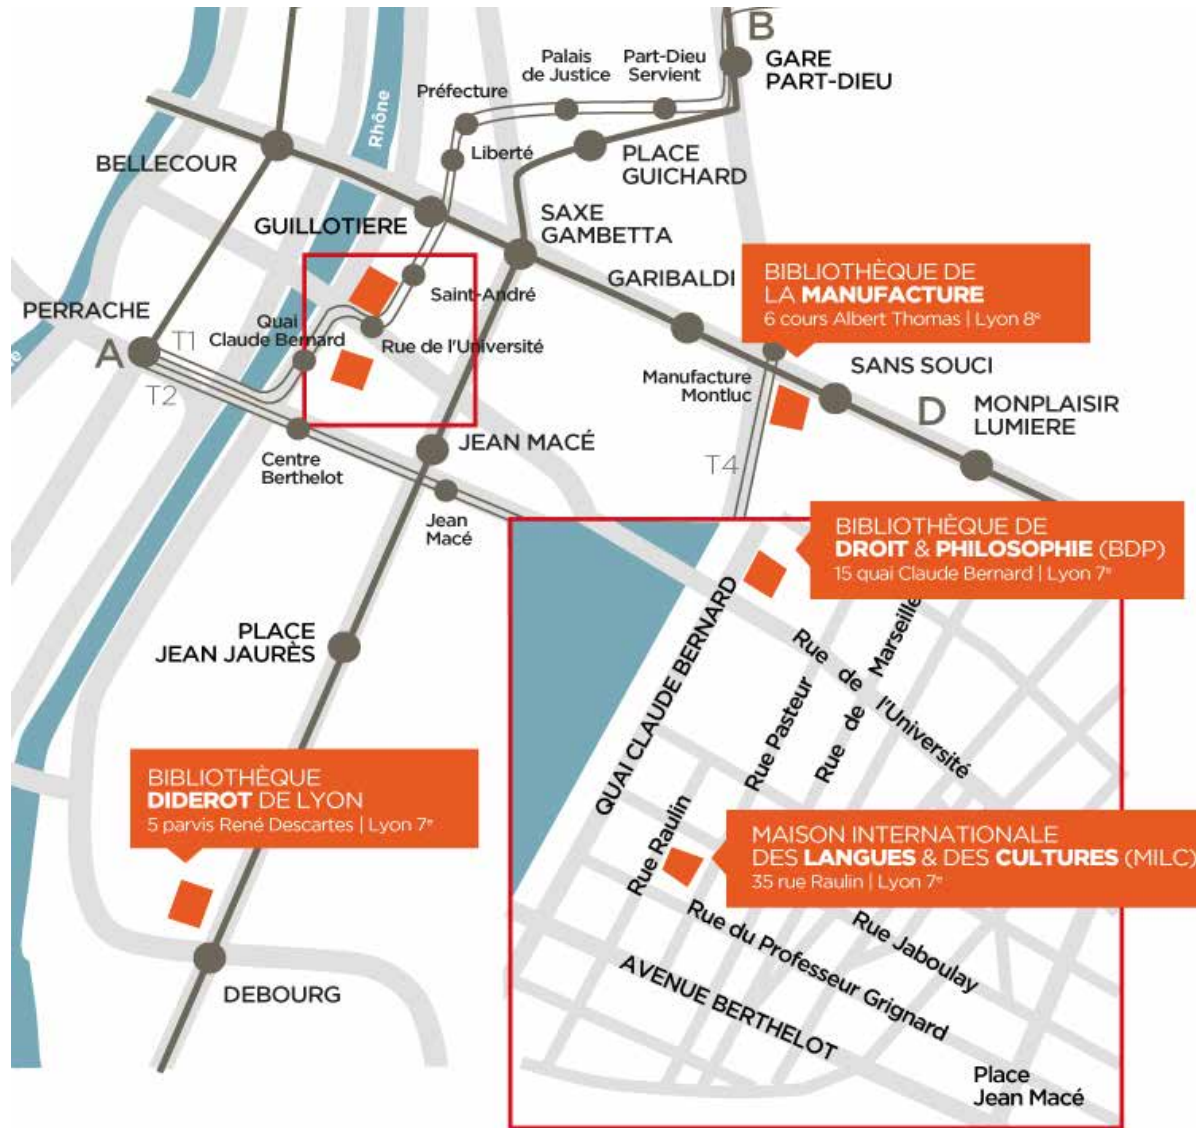 B
GARE
PART-DIEU
Palais
de Justice
Part-Dieu
Servient
Préfecture
Rhône
Liberté
PLACE
GUICHARD
BELLECOUR
GUILLOTIERE
SAXE
GAMBETTA
GARIBALDI
BIBLIOTHÈQUE DE
LA MANUFACTURE
6 cours Albert Thomas | Lyon 8e
Saint-André
PERRACHE
Quai
Claude Bernard
Rue de l'Université
A
T1
T2
Manufacture
Montluc
SANS SOUCI
D
MONPLAISIR
LUMIERE
T4
JEAN MACÉ
Centre
Berthelot
Jean
Macé
BIBLIOTHÈQUE DE
DROIT & PHILOSOPHIE (BDP)
15 quai Claude Bernard | Lyon 7e
QUAI CLAUDE BERNARD
Rue Pasteur
Rue de Marseille
Rue de l'Université
PLACE
JEAN JAURÈS
BIBLIOTHÈQUE
DIDEROT DE LYON
5 parvis René Descartes | Lyon 7e
Rue Raulin
MAISON INTERNATIONALE
DES LANGUES & DES CULTURES (MILC)
35 rue Raulin | Lyon 7e
Rue Jaboulay
Rue du Professeur Grignard
AVENUE BERTHELOT
DEBOURG
Place
Jean Macé